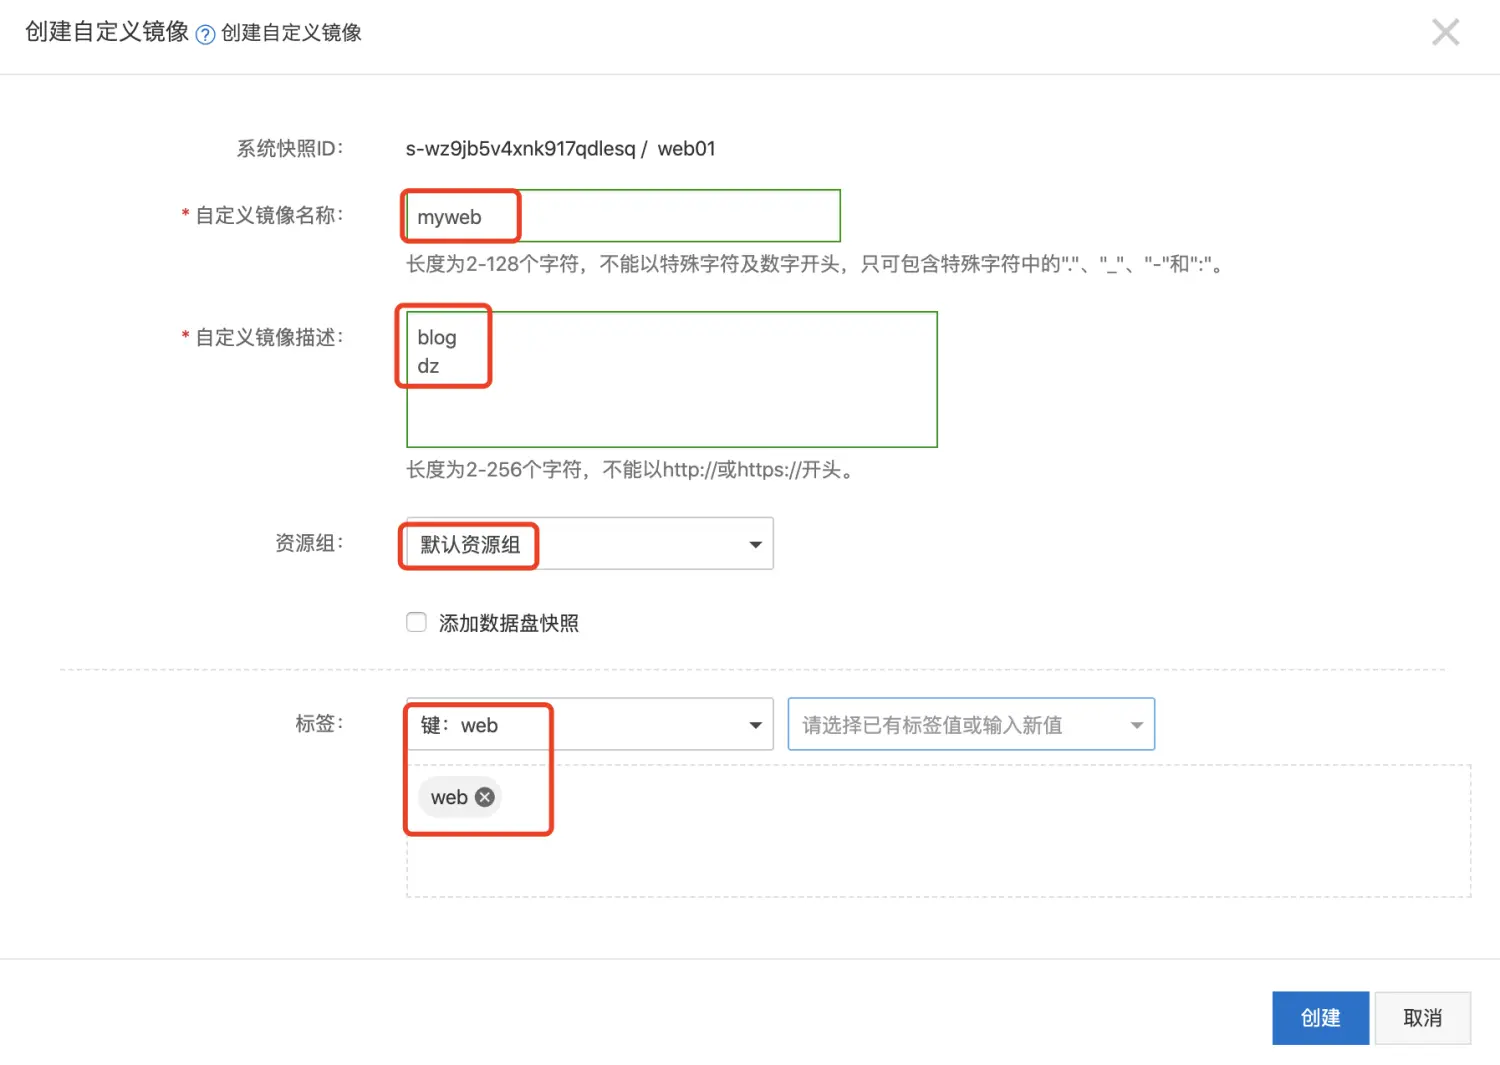 创建自定义镜像 ? 创建自定义镜像
系统快照ID： s-wz9jb5v4xnk917qdlesq / web01
* 自定义镜像名称： myweb
长度为2-128个字符，不能以特殊字符及数字开头，只可包含特殊字符中的"."、"_"、"-"和":"。
* 自定义镜像描述： blog
dz
长度为2-256个字符，不能以http://或https://开头。
资源组： 默认资源组
添加数据盘快照
标签： 键：web 请选择已有标签值或输入新值
web
创建 取消